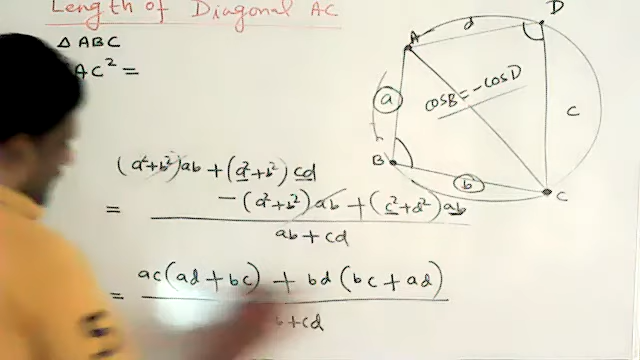 Length of Diagonal AC
△ ABC
AC² =
(a²+b²)ab + (a²+b²) cd
= - (a²+b²) ab + (c²+d²) ab
ab + cd
= ac(ad + bc) + bd (bc + ad)
b+cd
A
d
D
a
cosB = -cosD
c
B
b
C